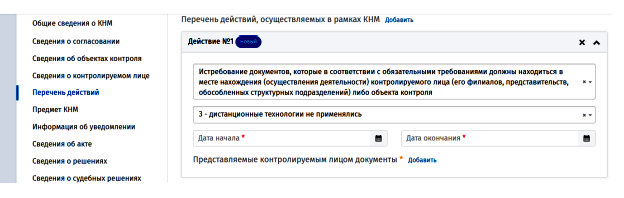 Общие сведения о КНМ
Сведения о согласовании
Сведения об объектах контроля
Сведения о контролируемом лице
Перечень действий
Предмет КНМ
Информация об уведомлении
Сведения об акте
Сведения о решениях
Сведения о судебных решениях
Перечень действий, осуществляемых в рамках КНМ Добавить
Действие №1 Новый
Истребование документов, которые в соответствии с обязательными требованиями должны находиться в
месте нахождения (осуществления деятельности) контролируемого лица (его филиалов, представительств,
обособленных структурных подразделений) либо объекта контроля
3 - дистанционные технологии не применялись
Дата начала *
Дата окончания *
Представляемые контролируемым лицом документы * Добавить